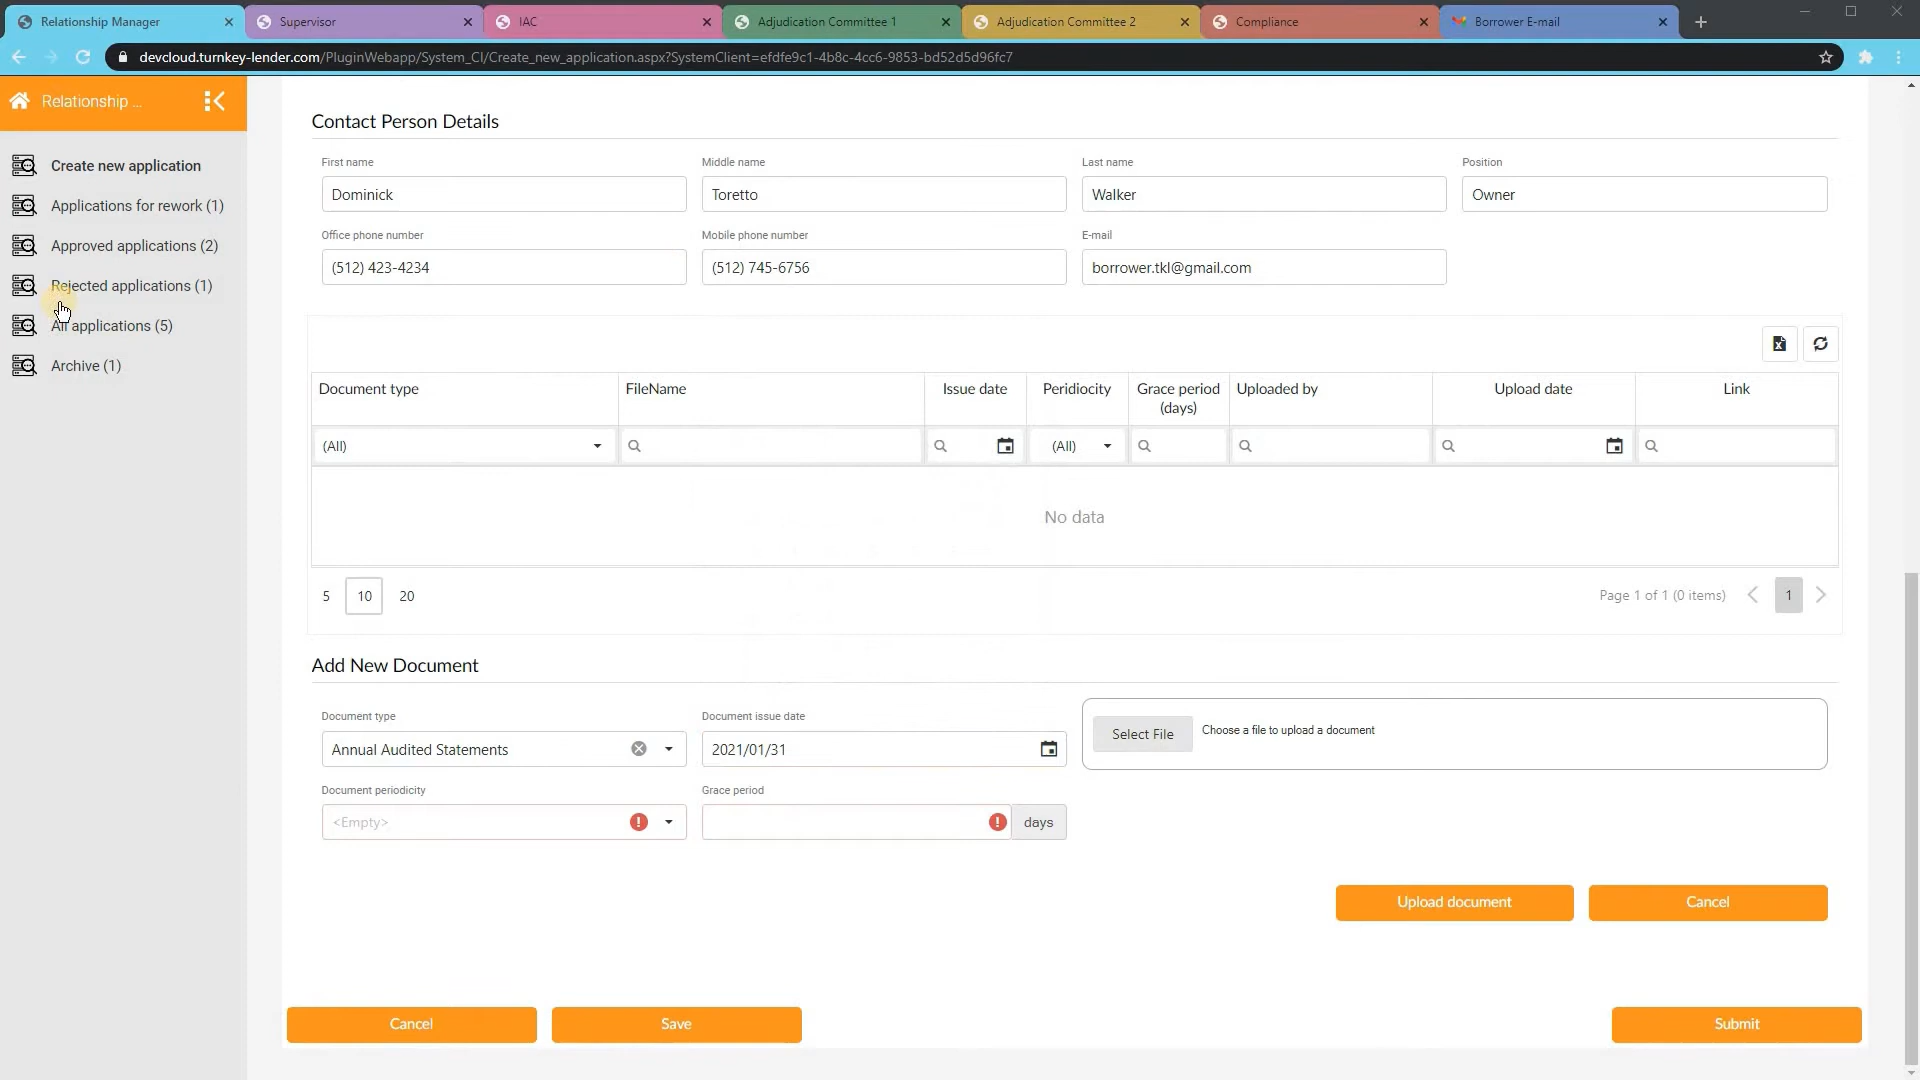 Relationship Manager
Supervisor
IAC
Adjudication Committee 1
Adjudication Committee 2
Compliance
Borrower E-mail
devcloud.turnkey-lender.com/PluginWebapp/System_CI/Create_new_application.aspx?SystemClient=efdfe9c1-4b8c-4cc6-9853-bd52d5d96fc7
Relationship ...
Create new application
Applications for rework (1)
Approved applications (2)
Rejected applications (1)
All applications (5)
Archive (1)
Contact Person Details
First name
Middle name
Last name
Position
Dominick
Toretto
Walker
Owner
Office phone number
Mobile phone number
E-mail
(512) 423-4234
(512) 745-6756
borrower.tkl@gmail.com
Document type
FileName
Issue date
Peridiocity
Grace period
(days)
Uploaded by
Upload date
Link
(All)
(All)
No data
5
10
20
Page 1 of 1 (0 items)
1
Add New Document
Document type
Document issue date
Annual Audited Statements
2021/01/31
Select File
Choose a file to upload a document
Document periodicity
Grace period
<Empty>
days
Upload document
Cancel
Cancel
Save
Submit